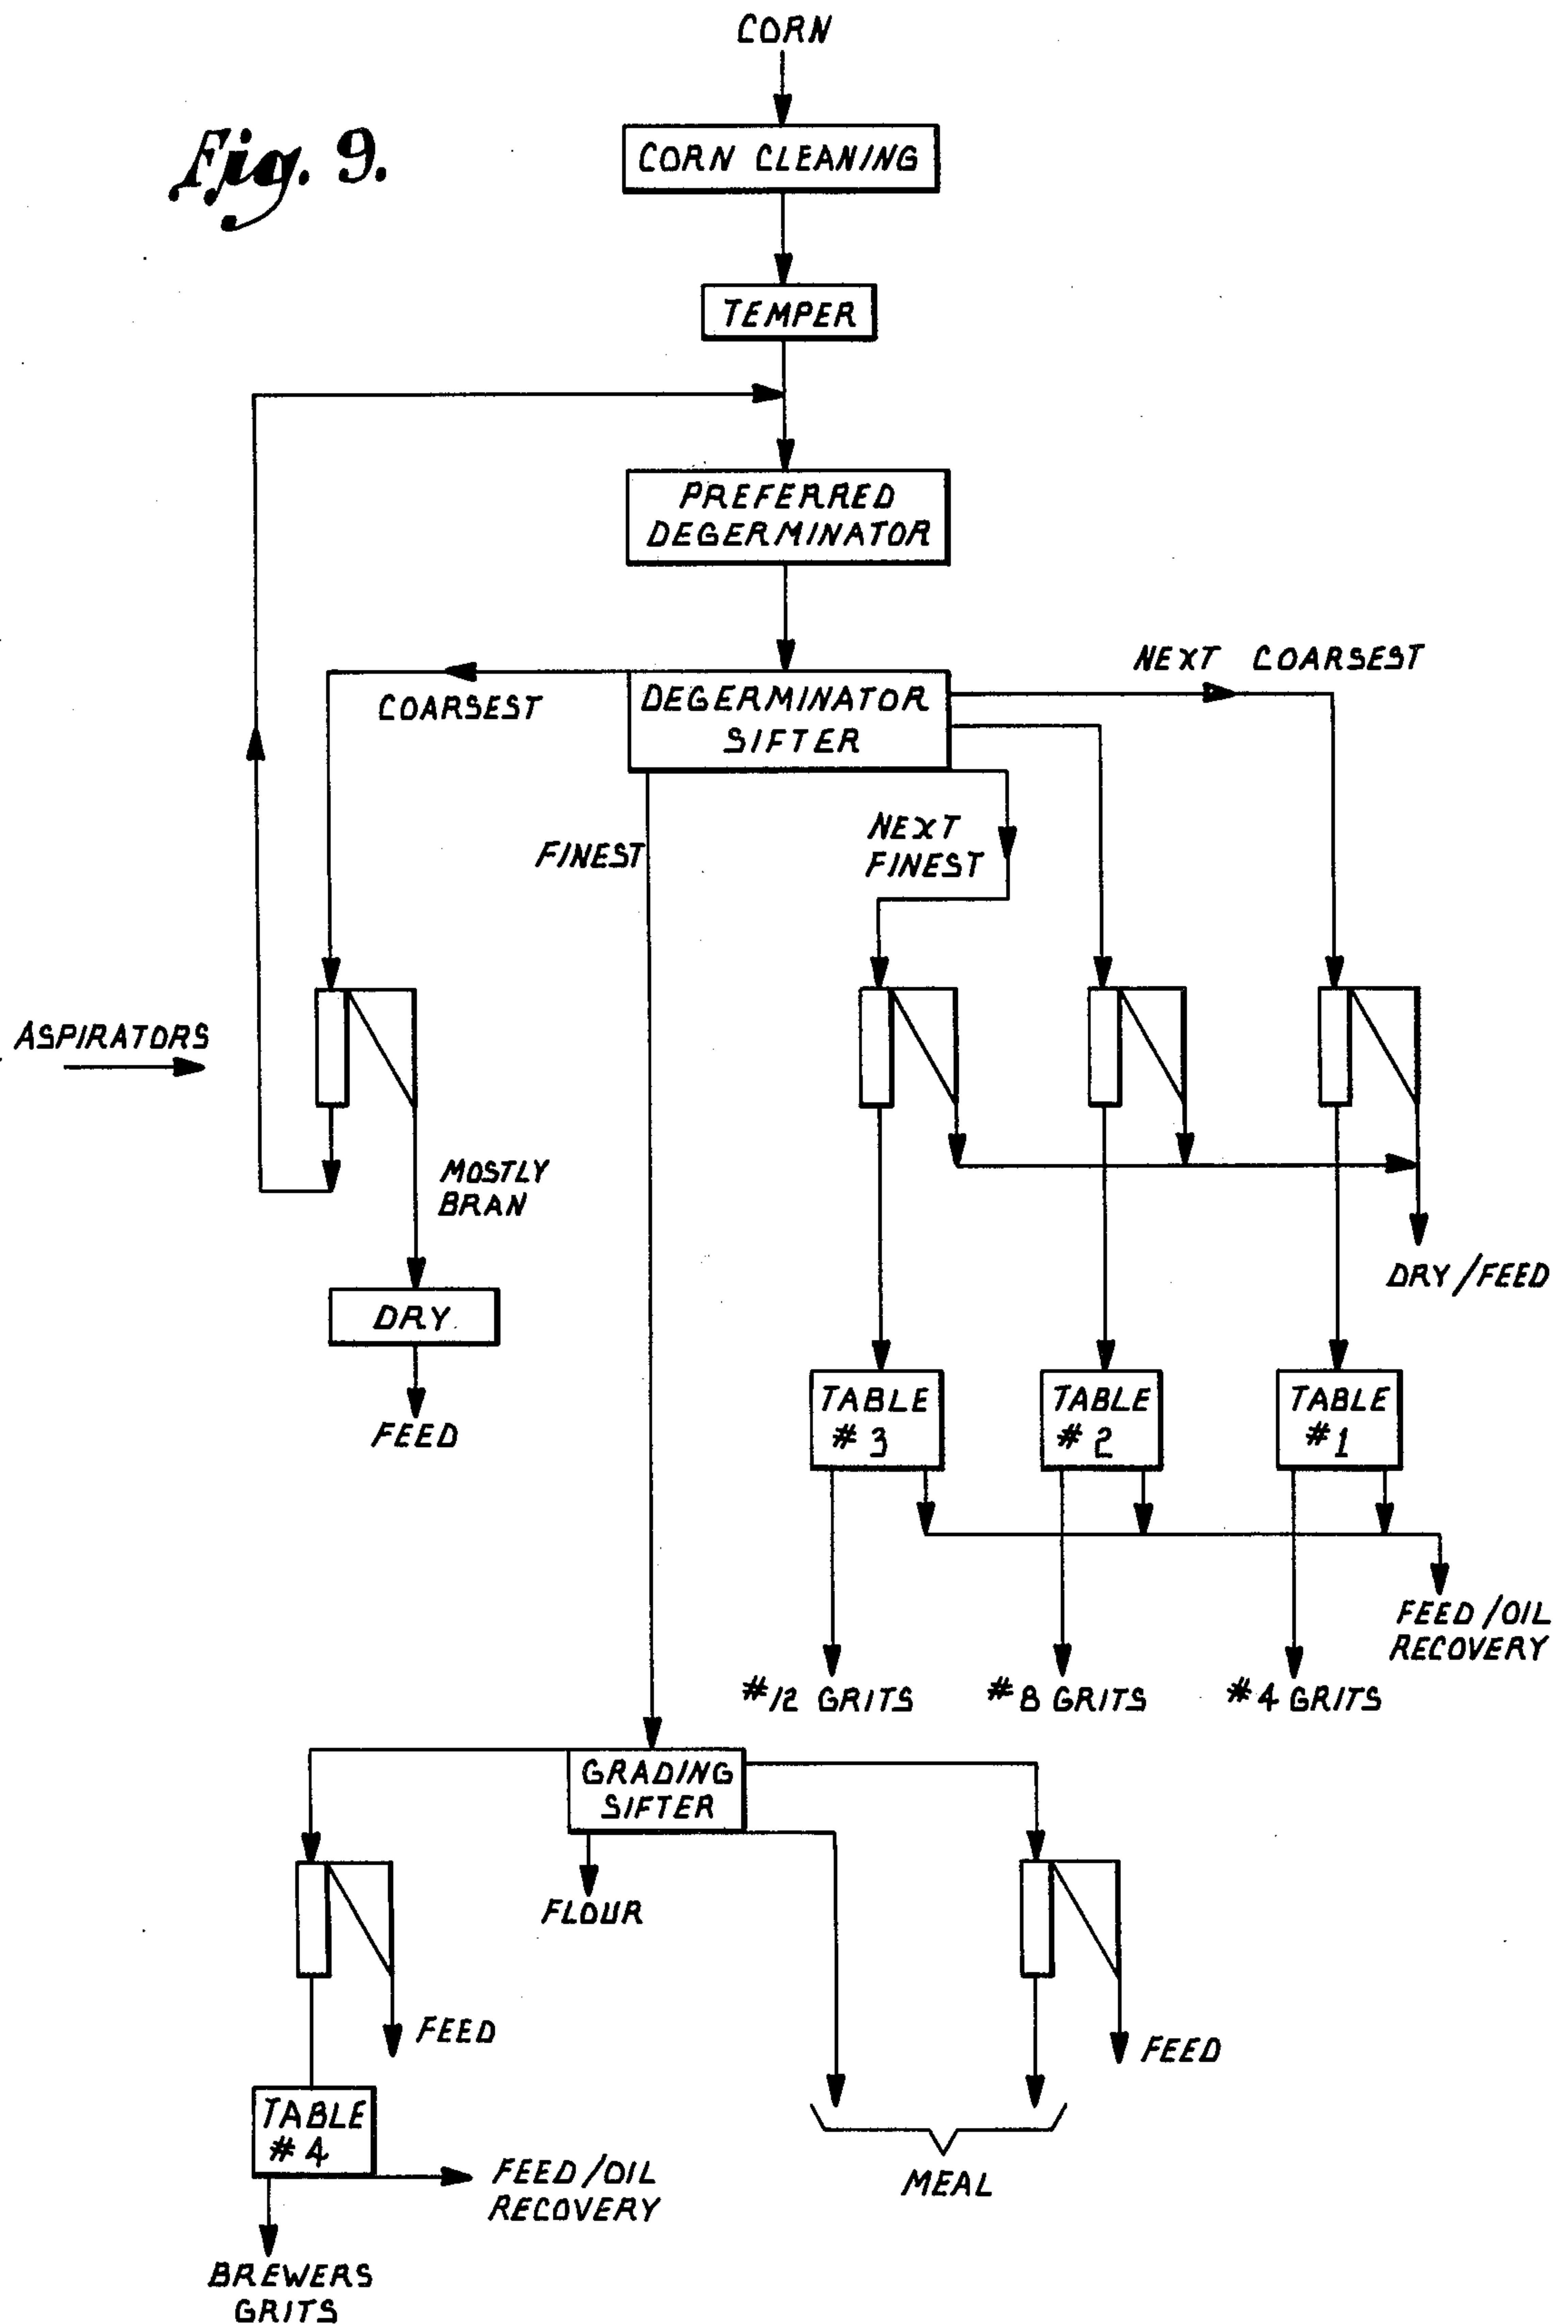 CORN
Fig. 9.
CORN CLEANING
TEMPER
PREFERRED
DEGERMINATOR
NEXT COARSEST
COARSEST
DEGERMINATOR
SIFTER
FINEST
NEXT
FINEST
ASPIRATORS
MOSTLY
BRAN
DRY/FEED
DRY
FEED
TABLE
#3
TABLE
#2
TABLE
#1
FEED/OIL
RECOVERY
#12 GRITS
#8 GRITS
#4 GRITS
GRADING
SIFTER
FLOUR
FEED
FEED
TABLE
#4
FEED/OIL
RECOVERY
MEAL
BREWERS
GRITS